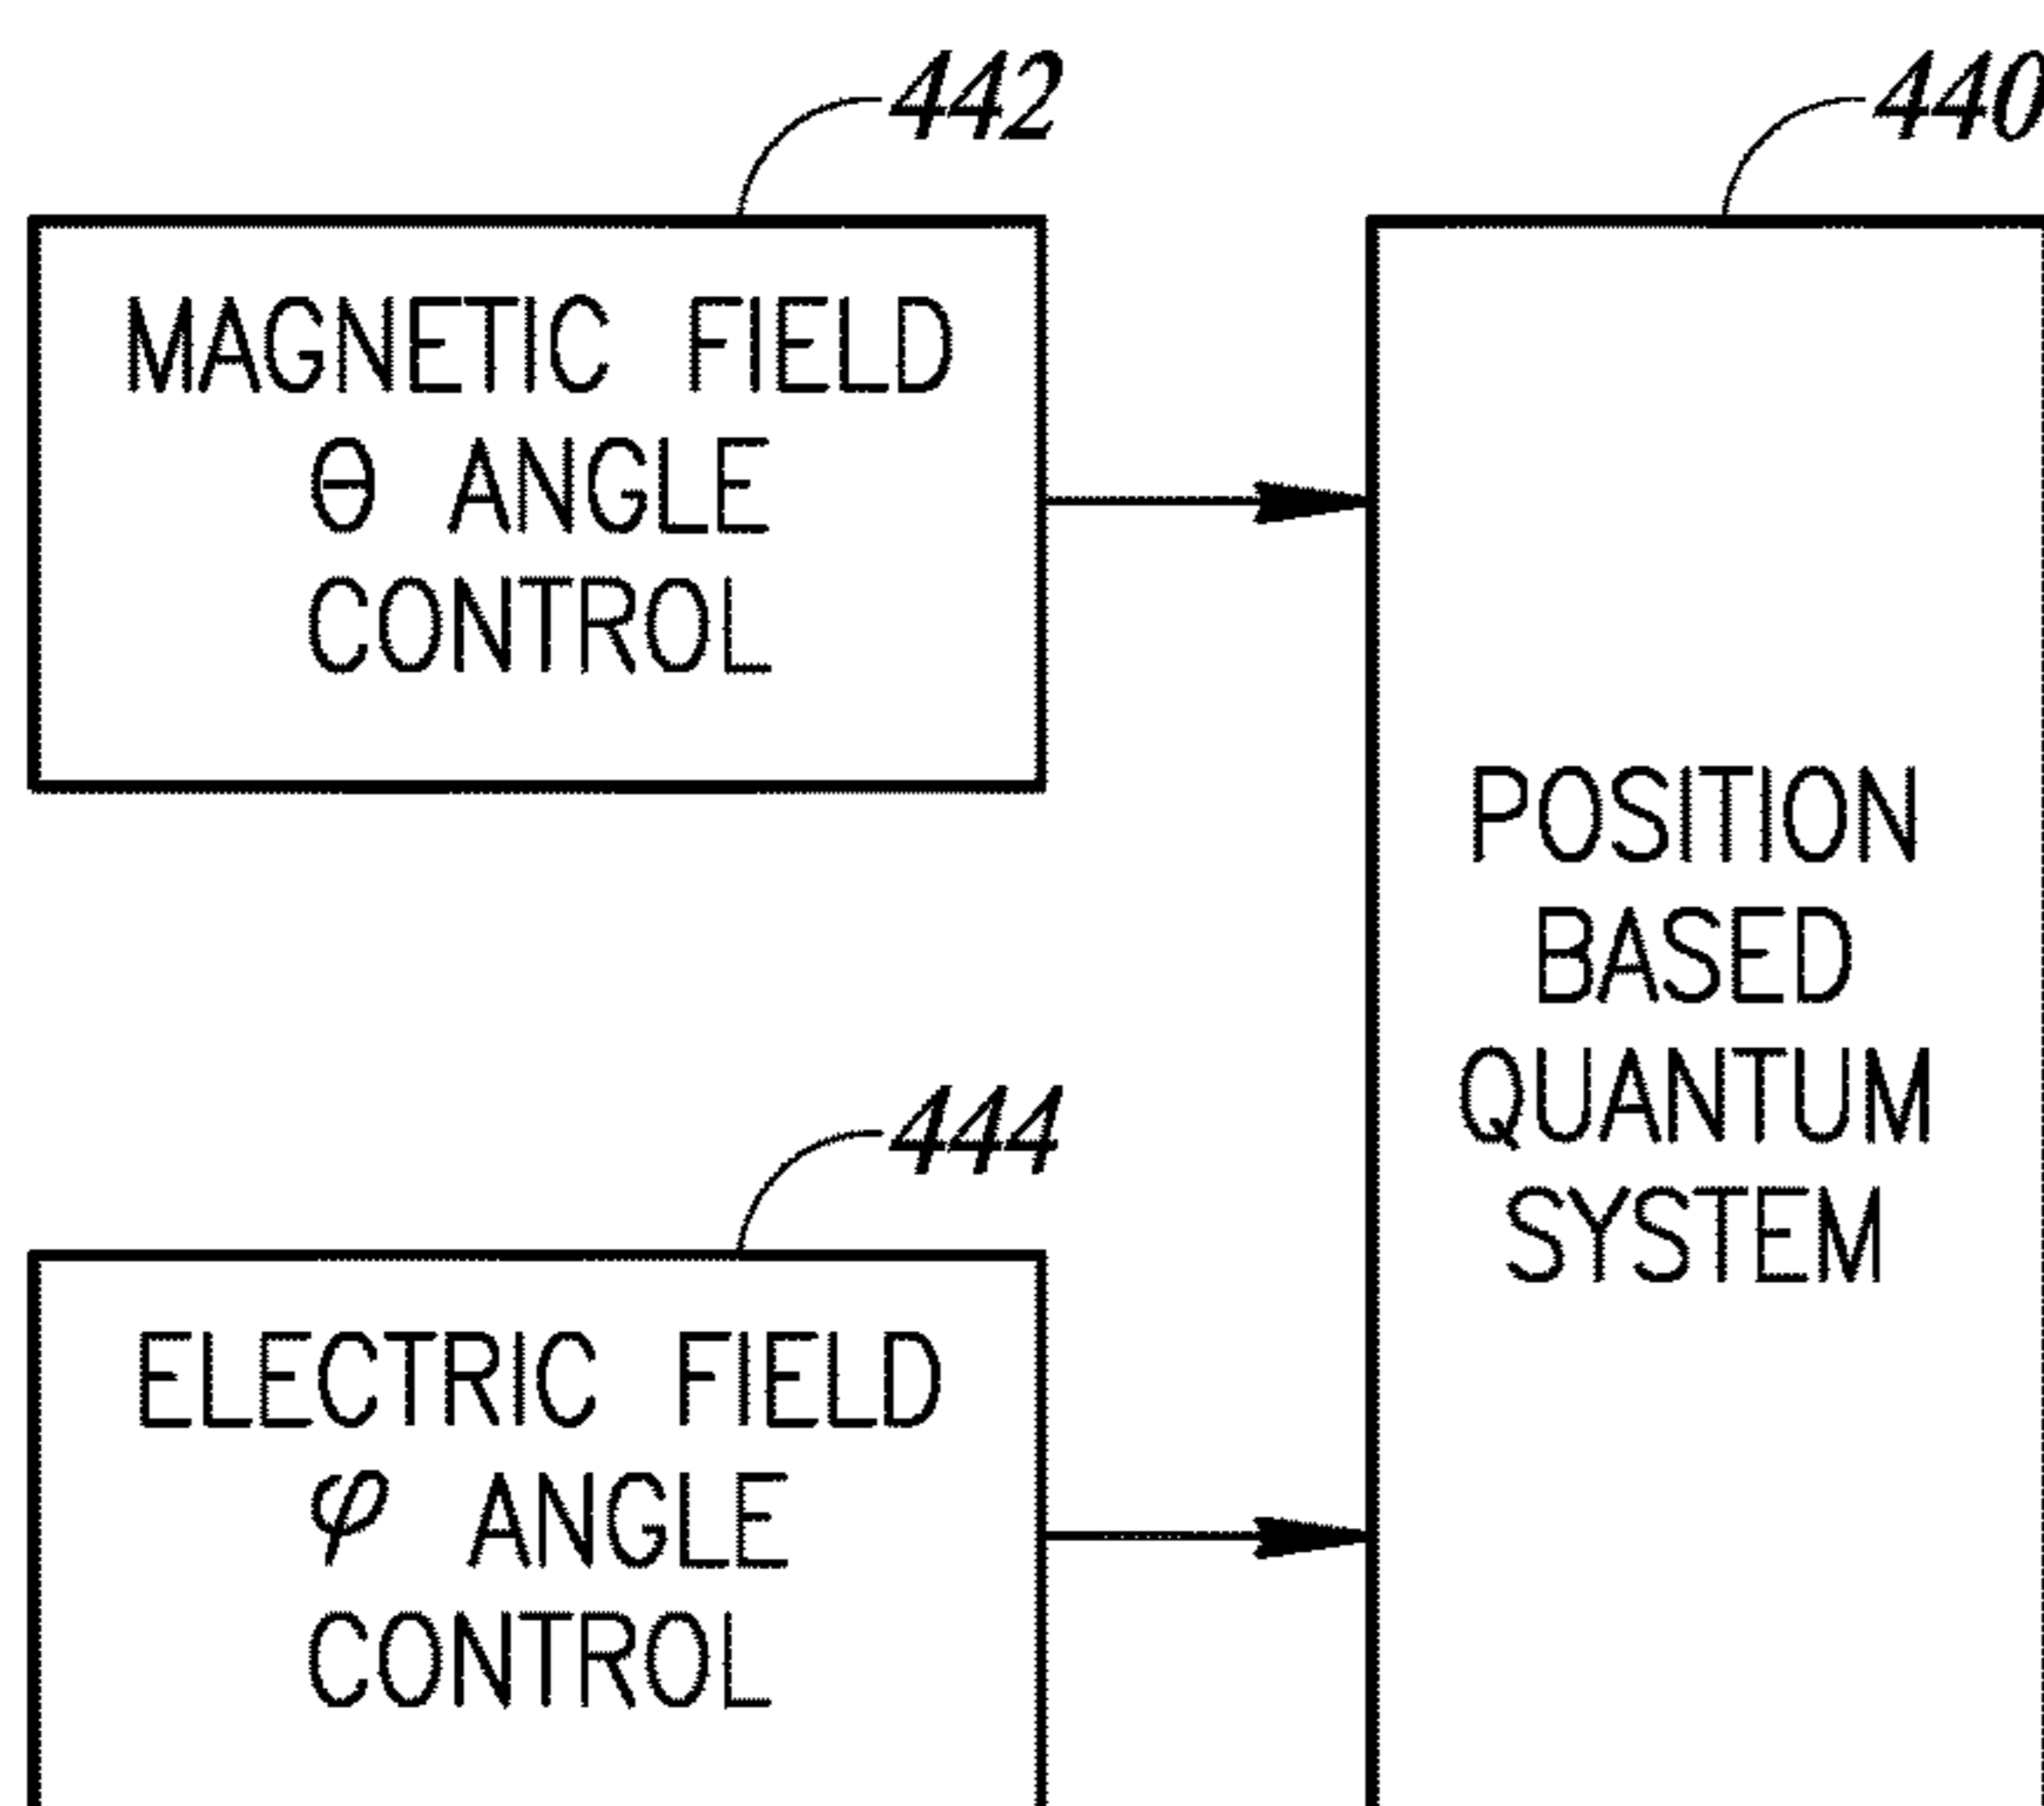 442
MAGNETIC FIELD
θ ANGLE
CONTROL
440
POSITION
BASED
QUANTUM
SYSTEM
444
ELECTRIC FIELD
φ ANGLE
CONTROL